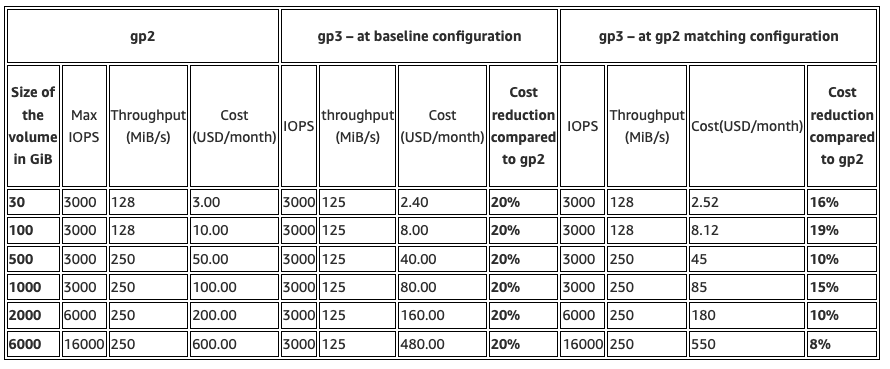 gp2 gp3 – at baseline configuration gp3 – at gp2 matching configuration
Size of the volume in GiB Max IOPS Throughput (MiB/s) Cost (USD/month) IOPS throughput (MiB/s) Cost (USD/month) Cost reduction compared to gp2 IOPS Throughput (MiB/s) Cost(USD/month) Cost reduction compared to gp2
30 3000 128 3.00 3000 125 2.40 20% 3000 128 2.52 16%
100 3000 128 10.00 3000 125 8.00 20% 3000 128 8.12 19%
500 3000 250 50.00 3000 125 40.00 20% 3000 250 45 10%
1000 3000 250 100.00 3000 125 80.00 20% 3000 250 85 15%
2000 6000 250 200.00 3000 125 160.00 20% 6000 250 180 10%
6000 16000 250 600.00 3000 125 480.00 20% 16000 250 550 8%